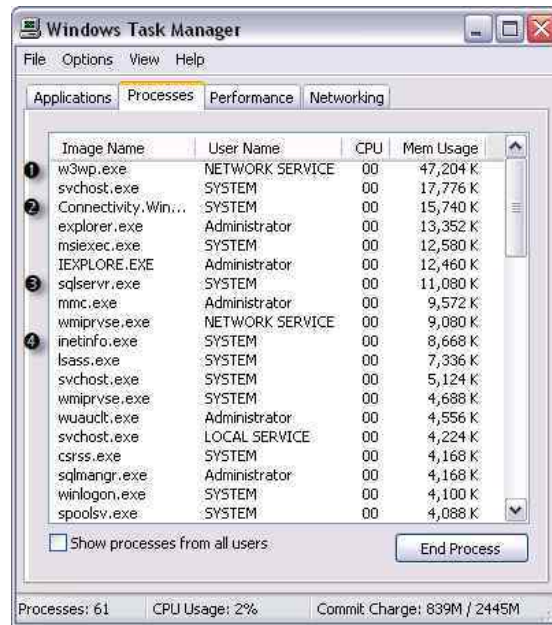 Windows Task Manager
File Options View Help
Applications Processes Performance Networking
Image Name User Name CPU Mem Usage
❶ w3wp.exe NETWORK SERVICE 00 47,204 K
svchost.exe SYSTEM 00 17,776 K
❷ Connectivity.Win... SYSTEM 00 15,740 K
explorer.exe Administrator 00 13,352 K
msiexec.exe SYSTEM 00 12,580 K
IEXPLORE.EXE Administrator 00 12,460 K
❸ sqlservr.exe SYSTEM 00 11,080 K
mmc.exe Administrator 00 9,572 K
wmiprvse.exe NETWORK SERVICE 00 9,080 K
❹ inetinfo.exe SYSTEM 00 8,668 K
lsass.exe SYSTEM 00 7,336 K
svchost.exe SYSTEM 00 5,124 K
wmiprvse.exe SYSTEM 00 4,688 K
wuauclt.exe Administrator 00 4,556 K
svchost.exe LOCAL SERVICE 00 4,224 K
csrss.exe SYSTEM 00 4,168 K
sqlmangr.exe Administrator 00 4,168 K
winlogon.exe SYSTEM 00 4,100 K
spoolsv.exe SYSTEM 00 4,088 K
Show processes from all users End Process
Processes: 61 CPU Usage: 2% Commit Charge: 839M / 2445M